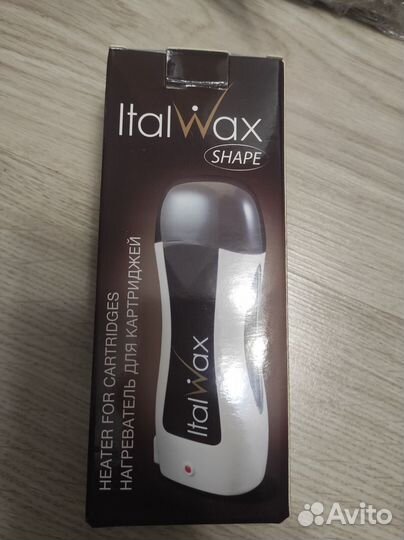 ItalWax
SHAPE
HEATER FOR CARTRIDGES
НАГРЕВАТЕЛЬ ДЛЯ КАРТРИДЖЕЙ
ItalWax
Avito